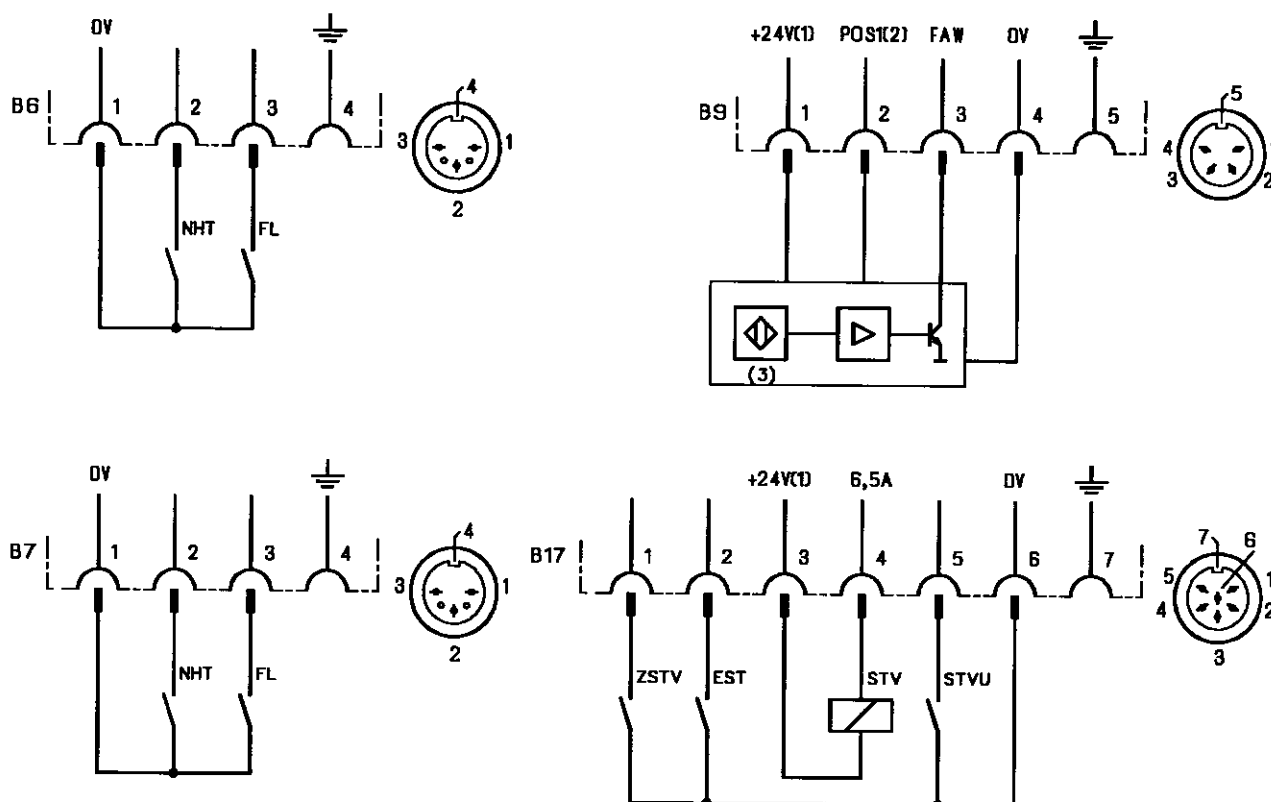 0V
B6 1 2 3 4
4
3 1
2
NHT FL
+24V(1) POS1(2) FAW 0V
B9 1 2 3 4 5
5
4
3 2
(3)
0V
B7 1 2 3 4
4
3 1
2
NHT FL
+24V(1) 6,5A 0V
B17 1 2 3 4 5 6 7
7 6
5 1
4 2
3
ZSTV EST STV STVU